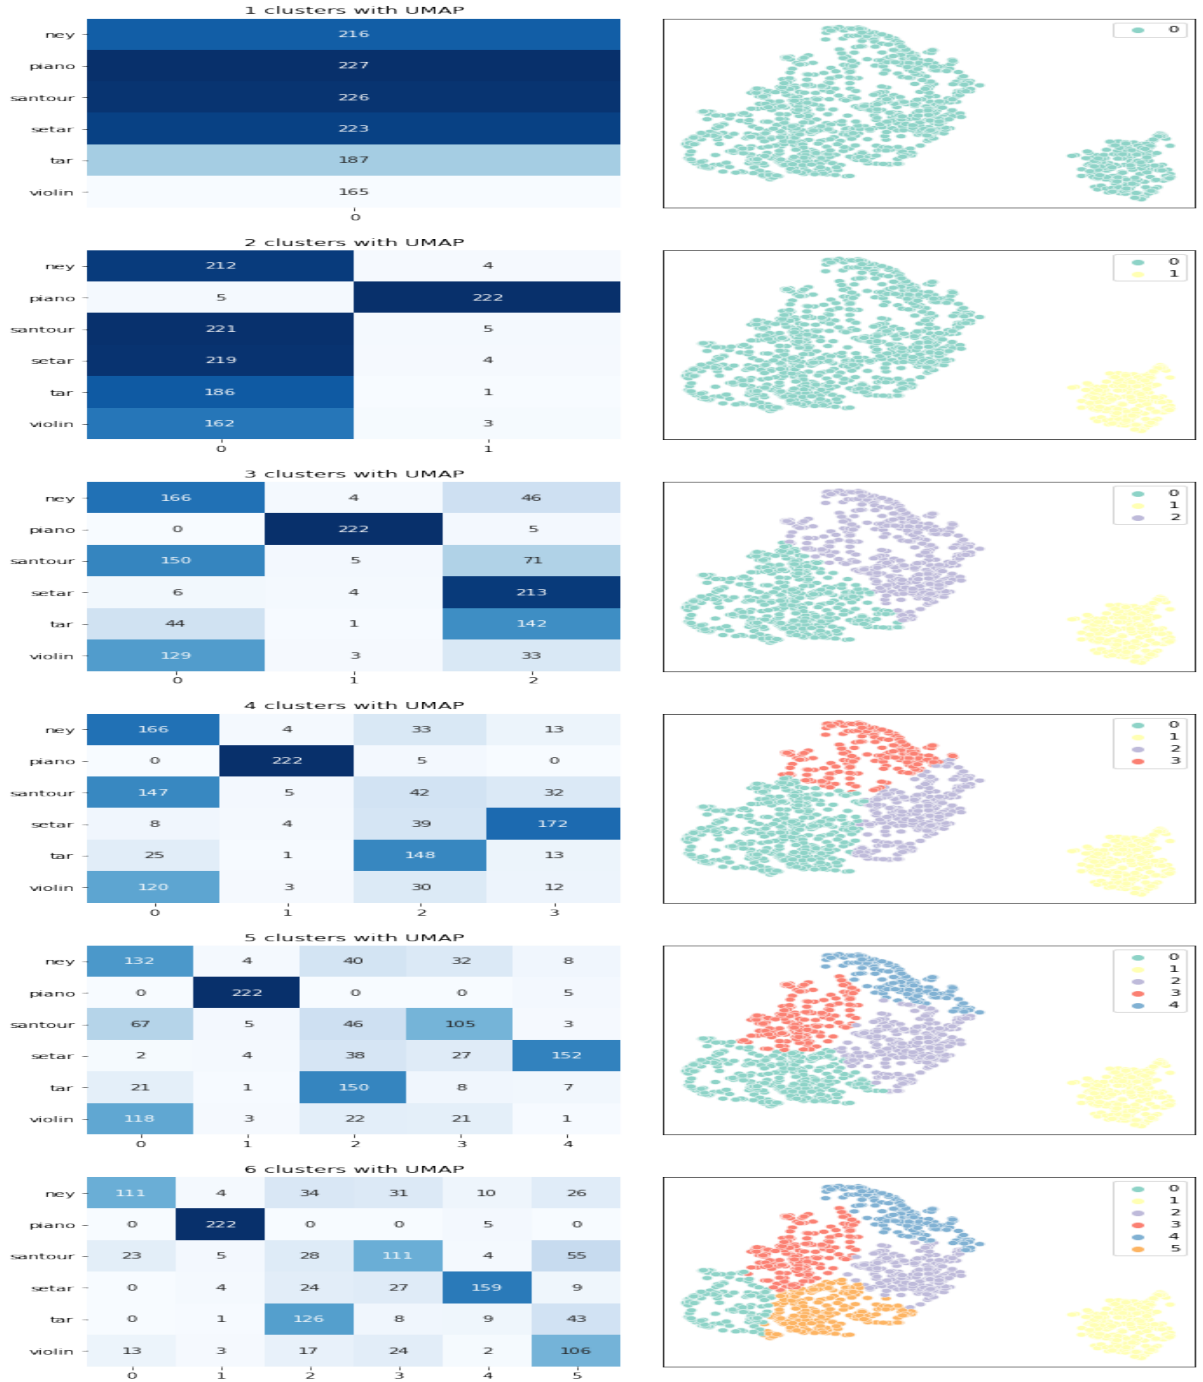 1 clusters with UMAP
ney 216
piano 227
santour 226
setar 223
tar 187
violin 165
0
0
2 clusters with UMAP
ney 212 4
piano 5 222
santour 221 5
setar 219 4
tar 186 1
violin 162 3
0 1
0
1
3 clusters with UMAP
ney 166 4 46
piano 0 222 5
santour 150 5 71
setar 6 4 213
tar 44 1 142
violin 129 3 33
0 1 2
0
1
2
4 clusters with UMAP
ney 166 4 33 13
piano 0 222 5 0
santour 147 5 42 32
setar 8 4 39 172
tar 25 1 148 13
violin 120 3 30 12
0 1 2 3
0
1
2
3
5 clusters with UMAP
ney 132 4 40 32 8
piano 0 222 0 0 5
santour 67 5 46 105 3
setar 2 4 38 27 152
tar 21 1 150 8 7
violin 118 3 22 21 1
0 1 2 3 4
0
1
2
3
4
6 clusters with UMAP
ney 111 4 34 31 10 26
piano 0 222 0 0 5 0
santour 23 5 28 111 4 55
setar 0 4 24 27 159 9
tar 0 1 126 8 9 43
violin 13 3 17 24 2 106
0 1 2 3 4 5
0
1
2
3
4
5